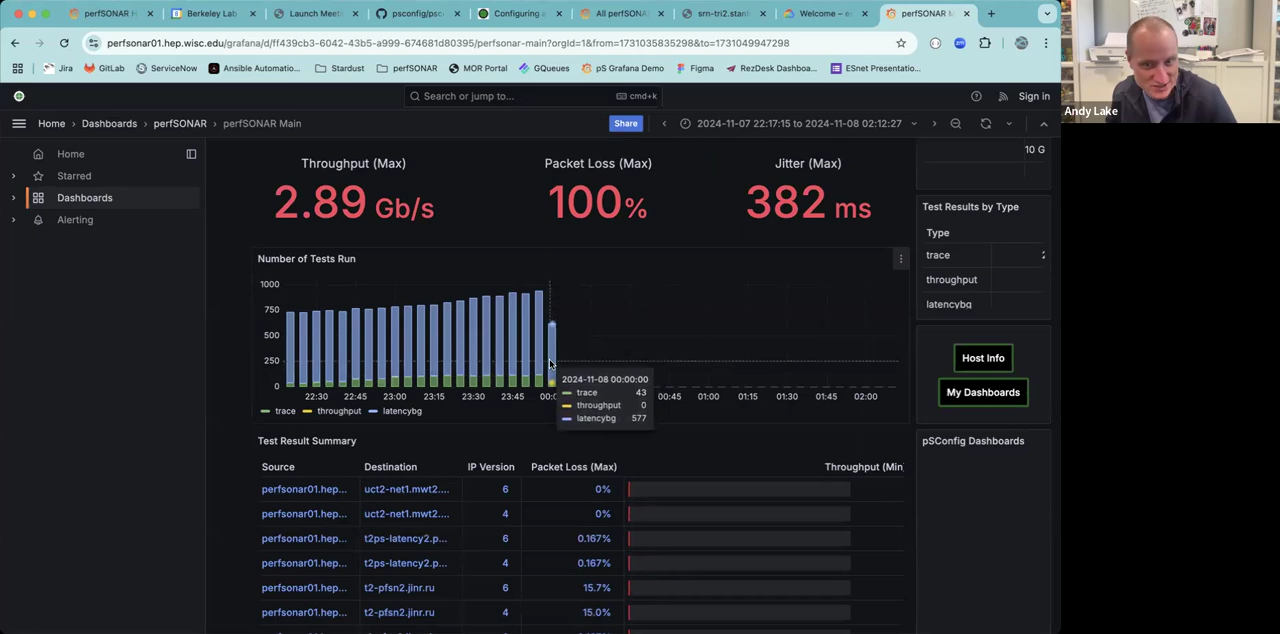 perfSONAR H
Berkeley Lab
Launch Meet
psconfig/psc
Configuring a
All perfSONA
srn-tri2.stan
Welcome – e
perfSONAR M
perfsonar01.hep.wisc.edu/grafana/d/ff439cb3-6042-43b5-a999-674681d80395/perfsonar-main?orgId=1&from=1731035835298&to=1731049947298
Jira
GitLab
ServiceNow
Ansible Automatio...
Stardust
perfSONAR
MOR Portal
GQueues
pS Grafana Demo
Figma
RezDesk Dashboa...
ESnet Presentatio...
Andy Lake
Search or jump to...
cmd+k
Sign in
Home › Dashboards › perfSONAR › perfSONAR Main
Share
2024-11-07 22:17:15 to 2024-11-08 02:12:27
Home
Starred
Dashboards
Alerting
Throughput (Max)
2.89 Gb/s
Packet Loss (Max)
100%
Jitter (Max)
382 ms
10 G
Test Results by Type
Type
trace
throughput
latencybg
Number of Tests Run
1000
750
500
250
0
22:30 22:45 23:00 23:15 23:30 23:45 00:0 00:45 01:00 01:15 01:30 01:45 02:00
trace throughput latencybg
2024-11-08 00:00:00
trace 43
throughput 0
latencybg 577
Host Info
My Dashboards
pSConfig Dashboards
Test Result Summary
Source Destination IP Version Packet Loss (Max) Throughput (Min)
perfsonar01.hep... uct2-net1.mwt2.... 6 0%
perfsonar01.hep... uct2-net1.mwt2.... 4 0%
perfsonar01.hep... t2ps-latency2.p... 6 0.167%
perfsonar01.hep... t2ps-latency2.p... 4 0.167%
perfsonar01.hep... t2-pfsn2.jinr.ru 6 15.7%
perfsonar01.hep... t2-pfsn2.jinr.ru 4 15.0%